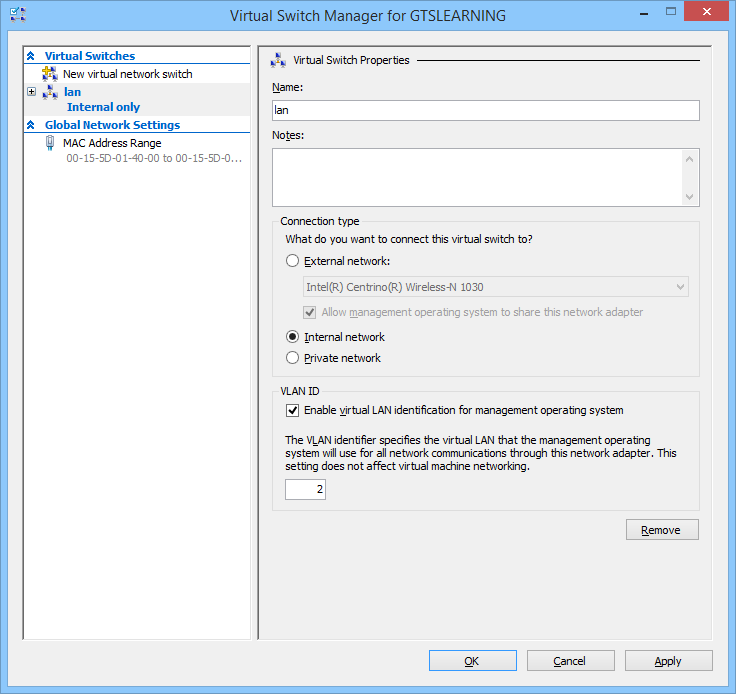 Virtual Switch Manager for GTSLEARNING
Virtual Switches
New virtual network switch
lan
Internal only
Global Network Settings
MAC Address Range
00-15-5D-01-40-00 to 00-15-5D-0...
Virtual Switch Properties
Name:
lan
Notes:
Connection type
What do you want to connect this virtual switch to?
External network:
Intel(R) Centrino(R) Wireless-N 1030
Allow management operating system to share this network adapter
Internal network
Private network
VLAN ID
Enable virtual LAN identification for management operating system
The VLAN identifier specifies the virtual LAN that the management operating
system will use for all network communications through this network adapter. This
setting does not affect virtual machine networking.
2
Remove
OK
Cancel
Apply